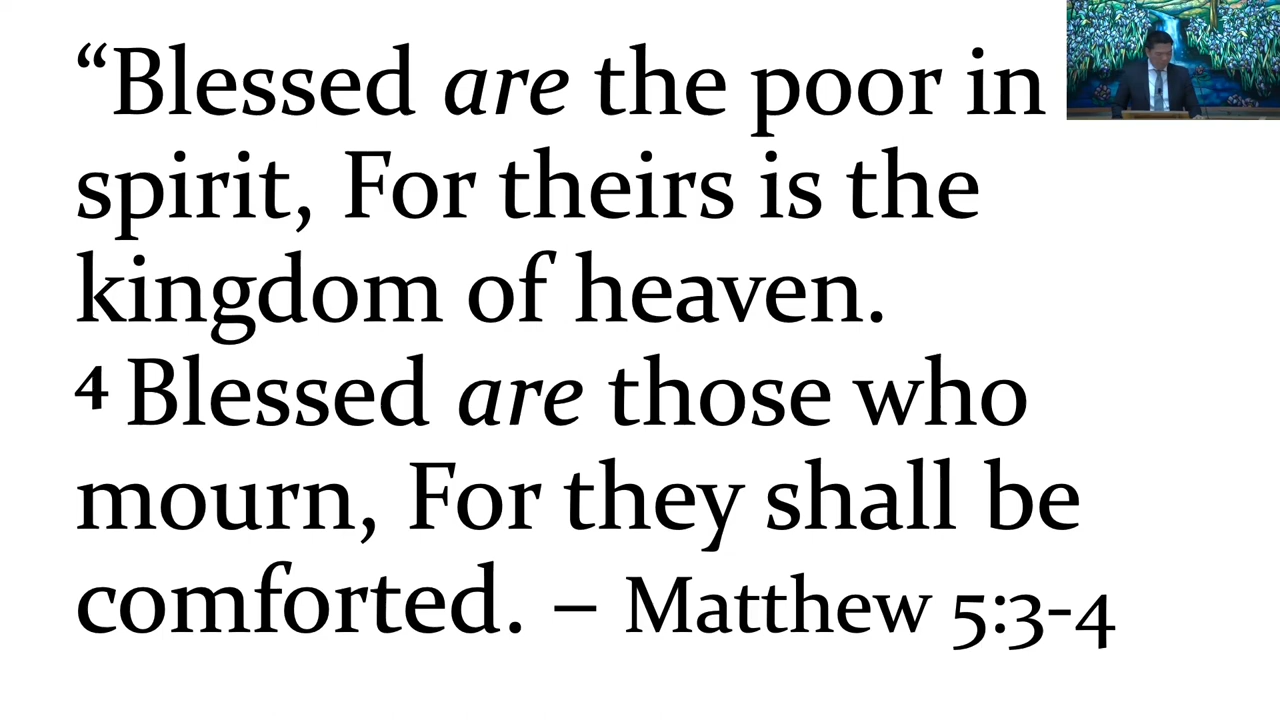 “Blessed are the poor in
spirit, For theirs is the
kingdom of heaven.
4 Blessed are those who
mourn, For they shall be
comforted. – Matthew 5:3-4